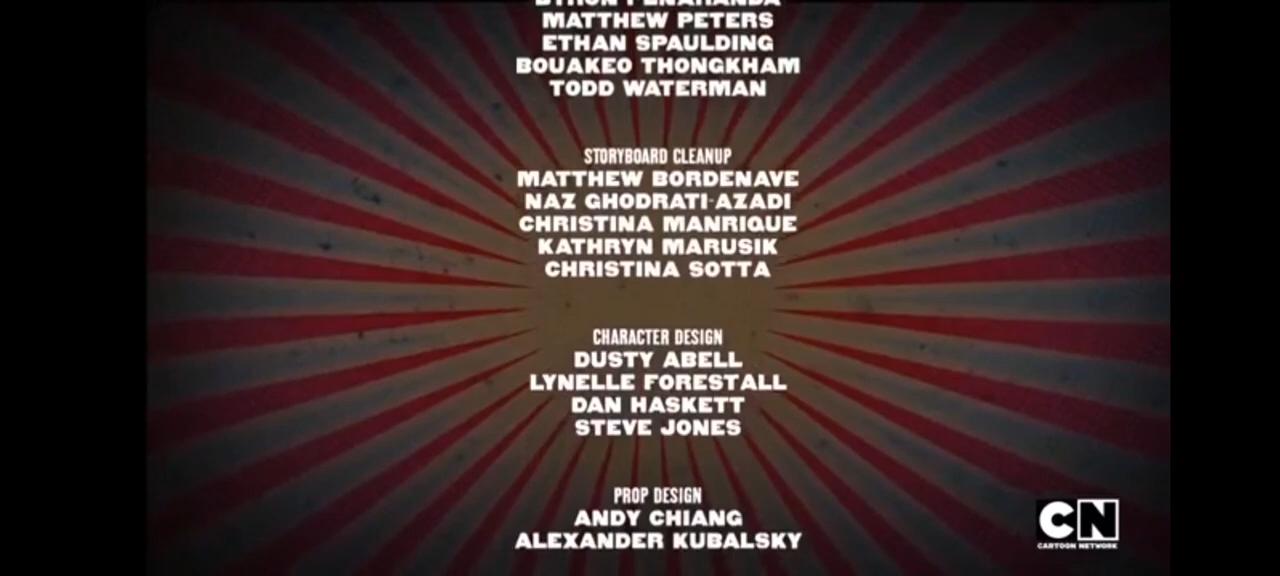 BYRON PENARANDA
MATTHEW PETERS
ETHAN SPAULDING
BOUAKEO THONGKHAM
TODD WATERMAN
STORYBOARD CLEANUP
MATTHEW BORDENAVE
NAZ GHODRATI-AZADI
CHRISTINA MANRIQUE
KATHRYN MARUSIK
CHRISTINA SOTTA
CHARACTER DESIGN
DUSTY ABELL
LYNELLE FORESTALL
DAN HASKETT
STEVE JONES
PROP DESIGN
ANDY CHIANG
ALEXANDER KUBALSKY
CN
CARTOON NETWORK